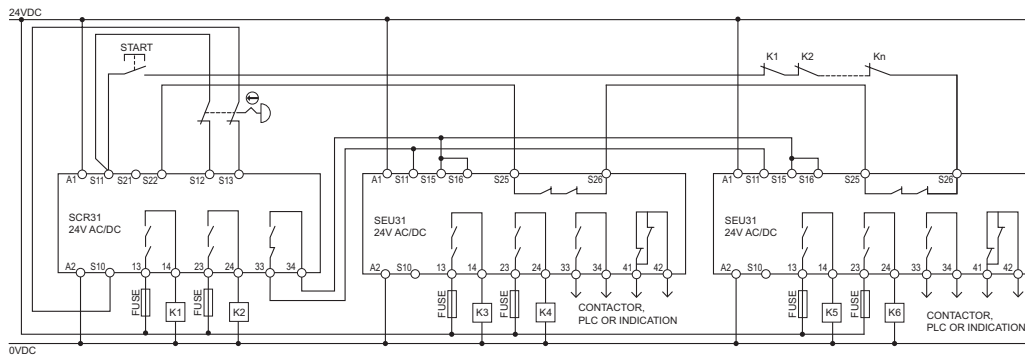 24VDC
START
K1 K2 Kn
A1 S11 S21 S22 S12 S13
A1 S11 S15 S16 S25 S26
A1 S11 S15 S16 S25 S26
SCR31
24V AC/DC
SEU31
24V AC/DC
SEU31
24V AC/DC
A2 S10 13 14 23 24 33 34
A2 S10 13 14 23 24 33 34 41 42
A2 S10 13 14 23 24 33 34 41 42
FUSE K1 FUSE K2
FUSE K3 FUSE K4
CONTACTOR,
PLC OR INDICATION
FUSE K5 FUSE K6
CONTACTOR,
PLC OR INDICATION
0VDC